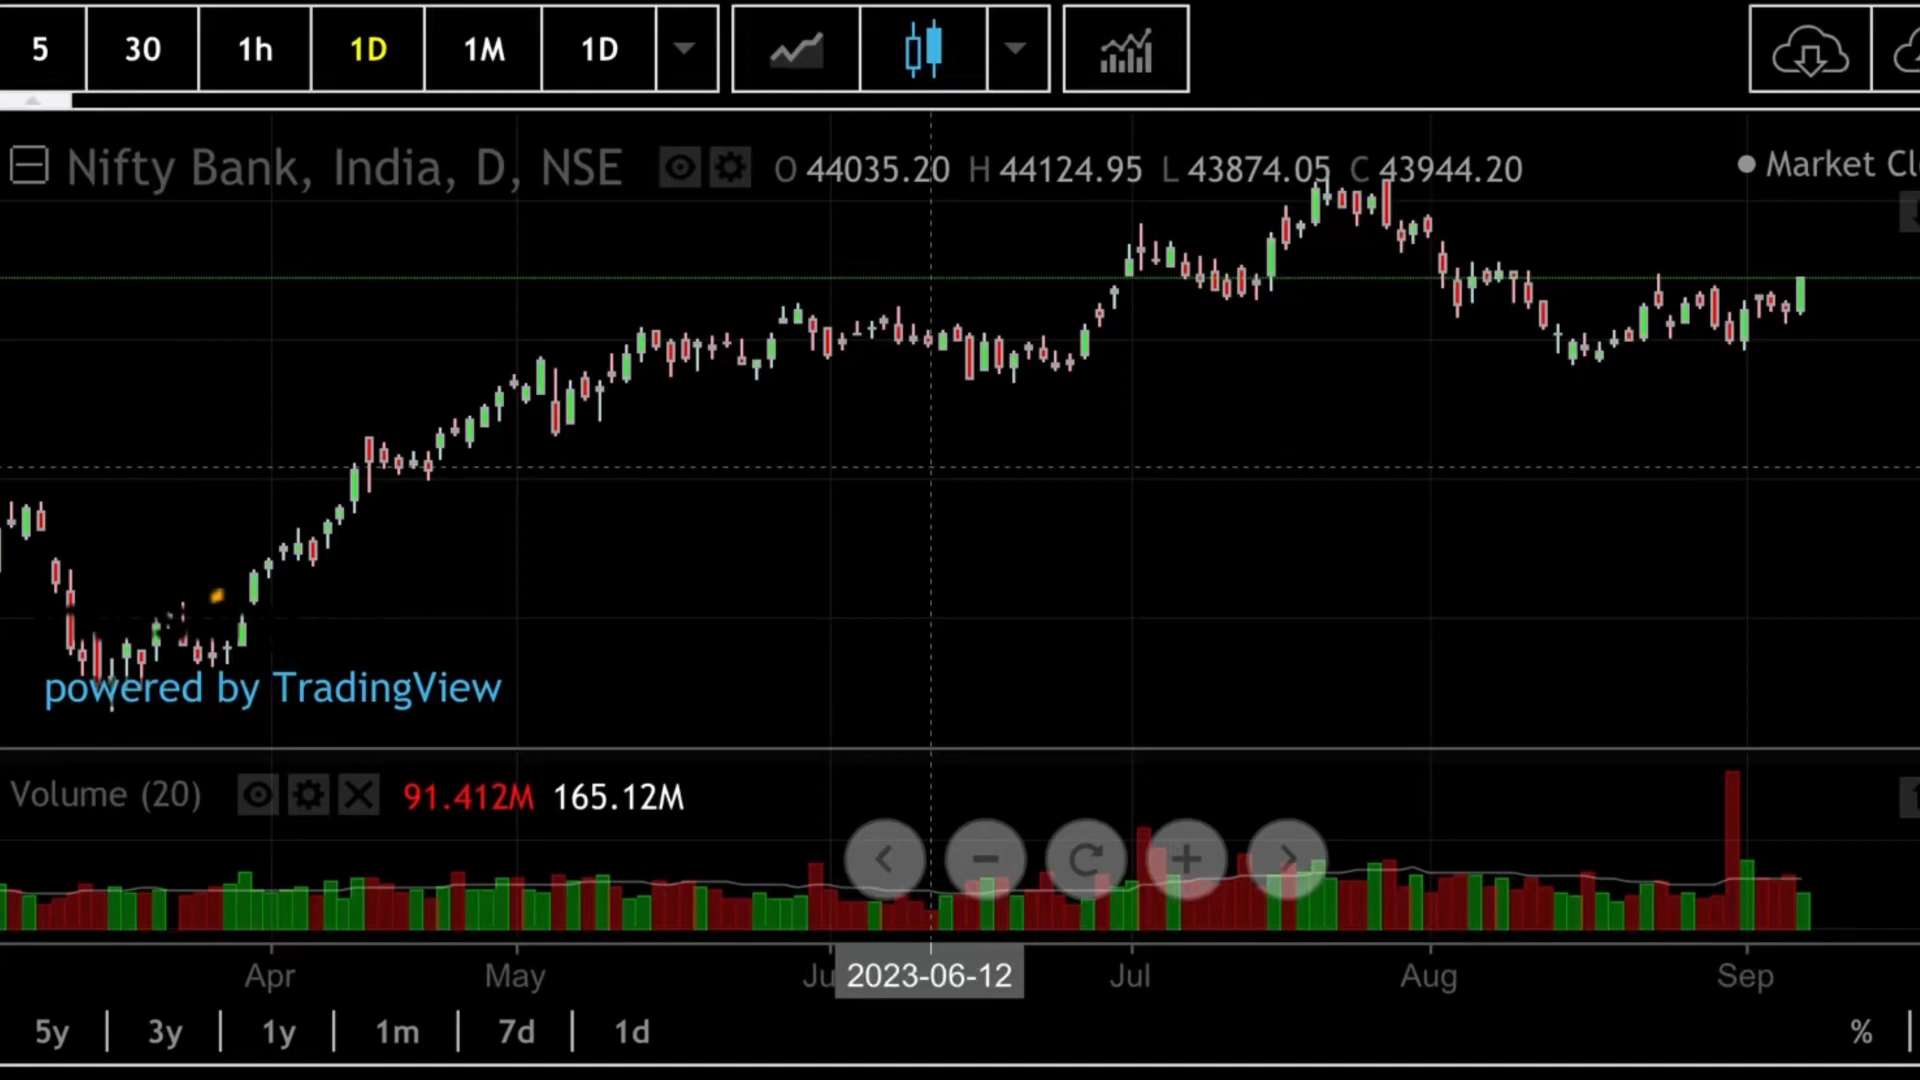 5 30 1h 1D 1M 1D
Nifty Bank, India, D, NSE O 44035.20 H 44124.95 L 43874.05 C 43944.20 Market
powered by TradingView
Volume (20) 91.412M 165.12M
Apr May 2023-06-12 Jul Aug Sep
5y | 3y | 1y | 1m | 7d | 1d % |